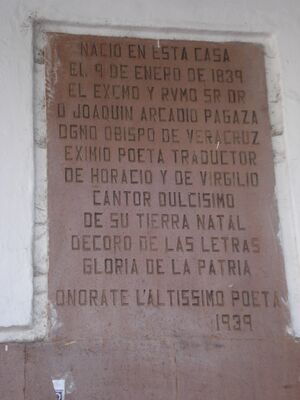 NACIO EN ESTA CASA
EL 9 DE ENERO DE 1839
EL EXCMO Y RVMO SR DR
D JOAQUIN ARCADIO PAGAZA
DGNO OBISPO DE VERACRUZ
EXIMIO POETA TRADUCTOR
DE HORACIO Y DE VIRGILIO
CANTOR DULCISIMO
DE SU TIERRA NATAL
DECORO DE LAS LETRAS
GLORIA DE LA PATRIA
ONORATE L'ALTISSIMO POETA
1939